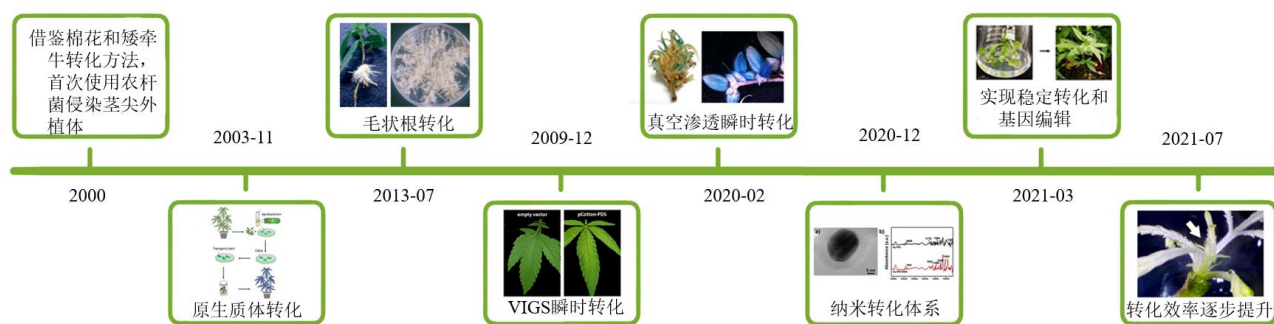 借鉴棉花和矮牵
牛转化方法，
首次使用农杆
菌侵染茎尖外
植体
2000
2003-11
原生质体转化
毛状根转化
2013-07
2009-12
empty vector
pCotton-PDS
VIGS瞬时转化
真空渗透瞬时转化
2020-02
2020-12
a)
b)
纳米转化体系
实现稳定转化和
基因编辑
2021-03
2021-07
转化效率逐步提升